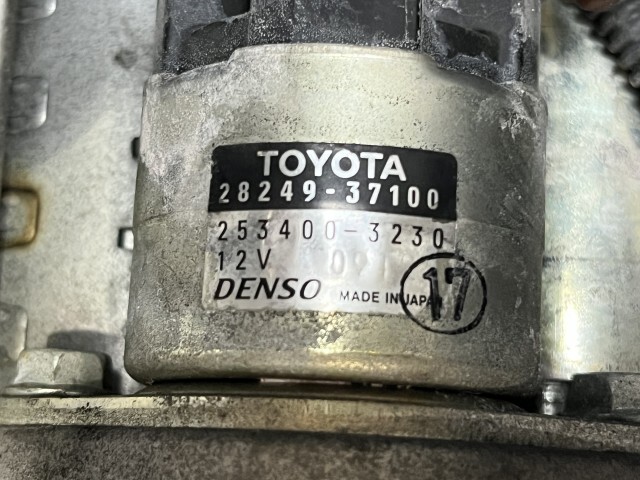 TOYOTA
28249-37100
253400-3230
12V
DENSO MADE IN JAPAN
17